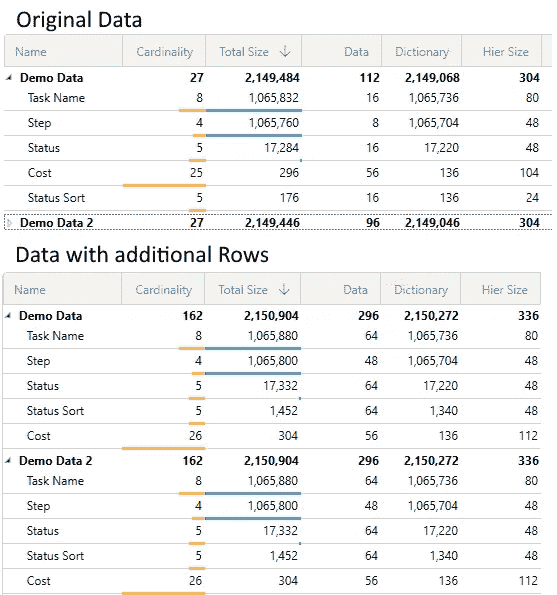 Original Data
Name Cardinality Total Size ↓ Data Dictionary Hier Size
Demo Data 27 2,149,484 112 2,149,068 304
Task Name 8 1,065,832 16 1,065,736 80
Step 4 1,065,760 8 1,065,704 48
Status 5 17,284 16 17,220 48
Cost 25 296 56 136 104
Status Sort 5 176 16 136 24
Demo Data 2 27 2,149,446 96 2,149,046 304
Data with additional Rows
Name Cardinality Total Size ↓ Data Dictionary Hier Size
Demo Data 162 2,150,904 296 2,150,272 336
Task Name 8 1,065,880 64 1,065,736 80
Step 4 1,065,800 48 1,065,704 48
Status 5 17,332 64 17,220 48
Status Sort 5 1,452 64 1,340 48
Cost 26 304 56 136 112
Demo Data 2 162 2,150,904 296 2,150,272 336
Task Name 8 1,065,880 64 1,065,736 80
Step 4 1,065,800 48 1,065,704 48
Status 5 17,332 64 17,220 48
Status Sort 5 1,452 64 1,340 48
Cost 26 304 56 136 112